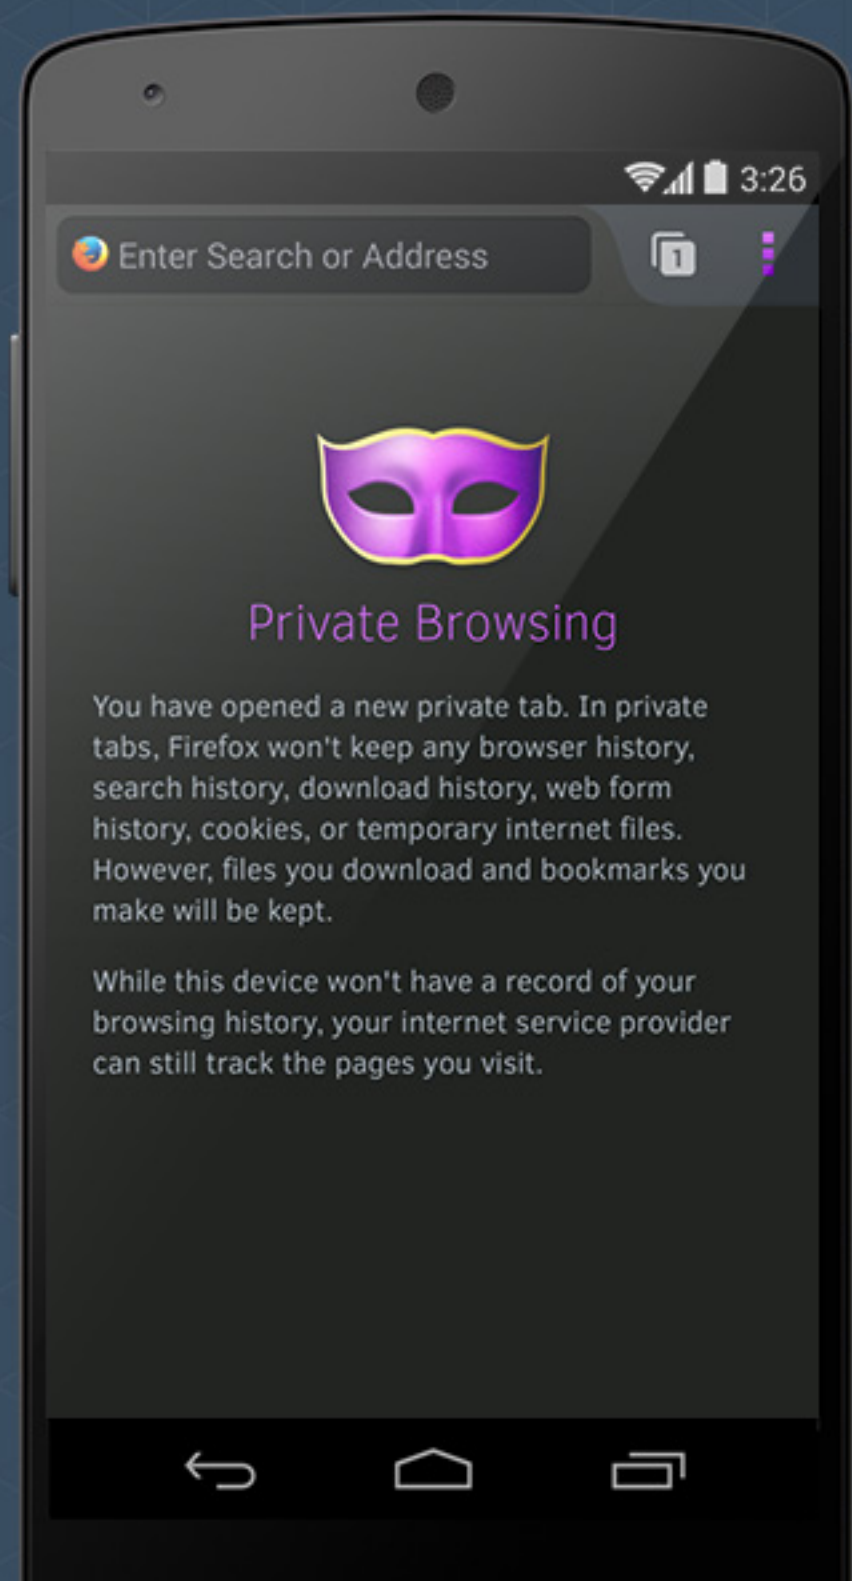 3:26
Enter Search or Address
1
Private Browsing
You have opened a new private tab. In private
tabs, Firefox won't keep any browser history,
search history, download history, web form
history, cookies, or temporary internet files.
However, files you download and bookmarks you
make will be kept.
While this device won't have a record of your
browsing history, your internet service provider
can still track the pages you visit.